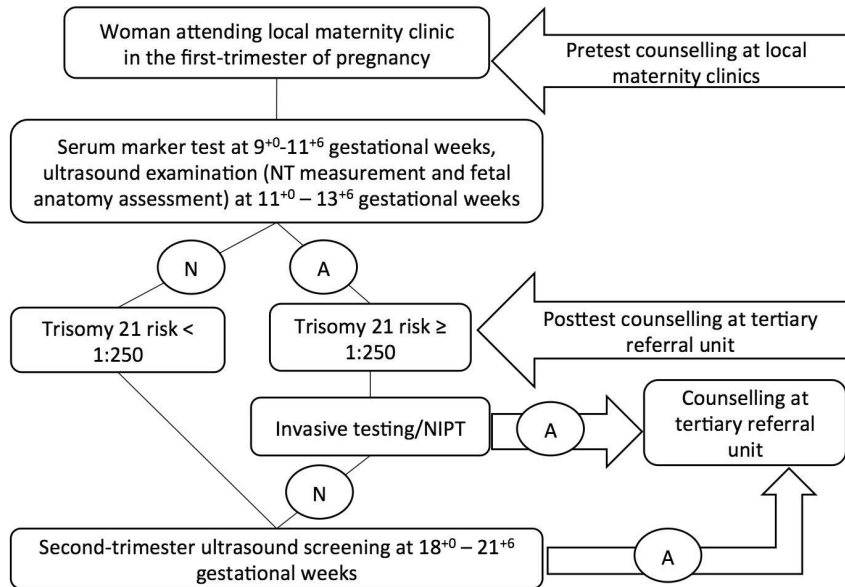 Woman attending local maternity clinic
in the first-trimester of pregnancy
Pretest counselling at local
maternity clinics
Serum marker test at 9⁺⁰-11⁺⁶ gestational weeks,
ultrasound examination (NT measurement and fetal
anatomy assessment) at 11⁺⁰ – 13⁺⁶ gestational weeks
N
A
Trisomy 21 risk <
1:250
Trisomy 21 risk ≥
1:250
Posttest counselling at tertiary
referral unit
Invasive testing/NIPT
A
Counselling at
tertiary referral
unit
N
Second-trimester ultrasound screening at 18⁺⁰ – 21⁺⁶
gestational weeks
A